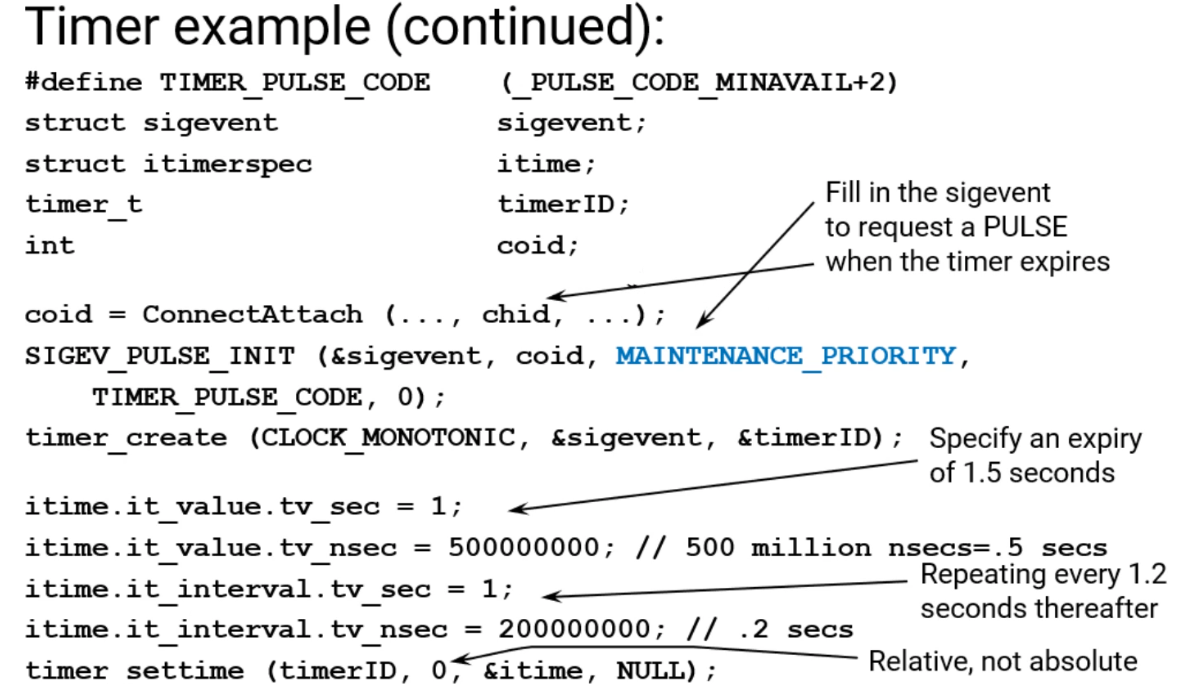 Timer example (continued):
#define TIMER_PULSE_CODE (_PULSE_CODE_MINAVAIL+2)
struct sigevent sigevent;
struct itimerspec itime;
timer_t timerID;
int coid;
Fill in the sigevent
to request a PULSE
when the timer expires
coid = ConnectAttach (..., chid, ...);
SIGEV_PULSE_INIT (&sigevent, coid, MAINTENANCE_PRIORITY,
TIMER_PULSE_CODE, 0);
timer_create (CLOCK_MONOTONIC, &sigevent, &timerID);
Specify an expiry
of 1.5 seconds
itime.it_value.tv_sec = 1;
itime.it_value.tv_nsec = 500000000; // 500 million nsecs=.5 secs
itime.it_interval.tv_sec = 1;
Repeating every 1.2
seconds thereafter
itime.it_interval.tv_nsec = 200000000; // .2 secs
timer settime (timerID, 0, &itime, NULL);
Relative, not absolute